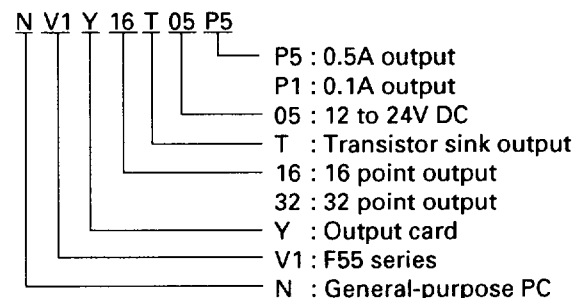 N V1 Y 16 T 05 P5
P5 : 0.5A output
P1 : 0.1A output
05 : 12 to 24V DC
T : Transistor sink output
16 : 16 point output
32 : 32 point output
Y : Output card
V1 : F55 series
N : General-purpose PC